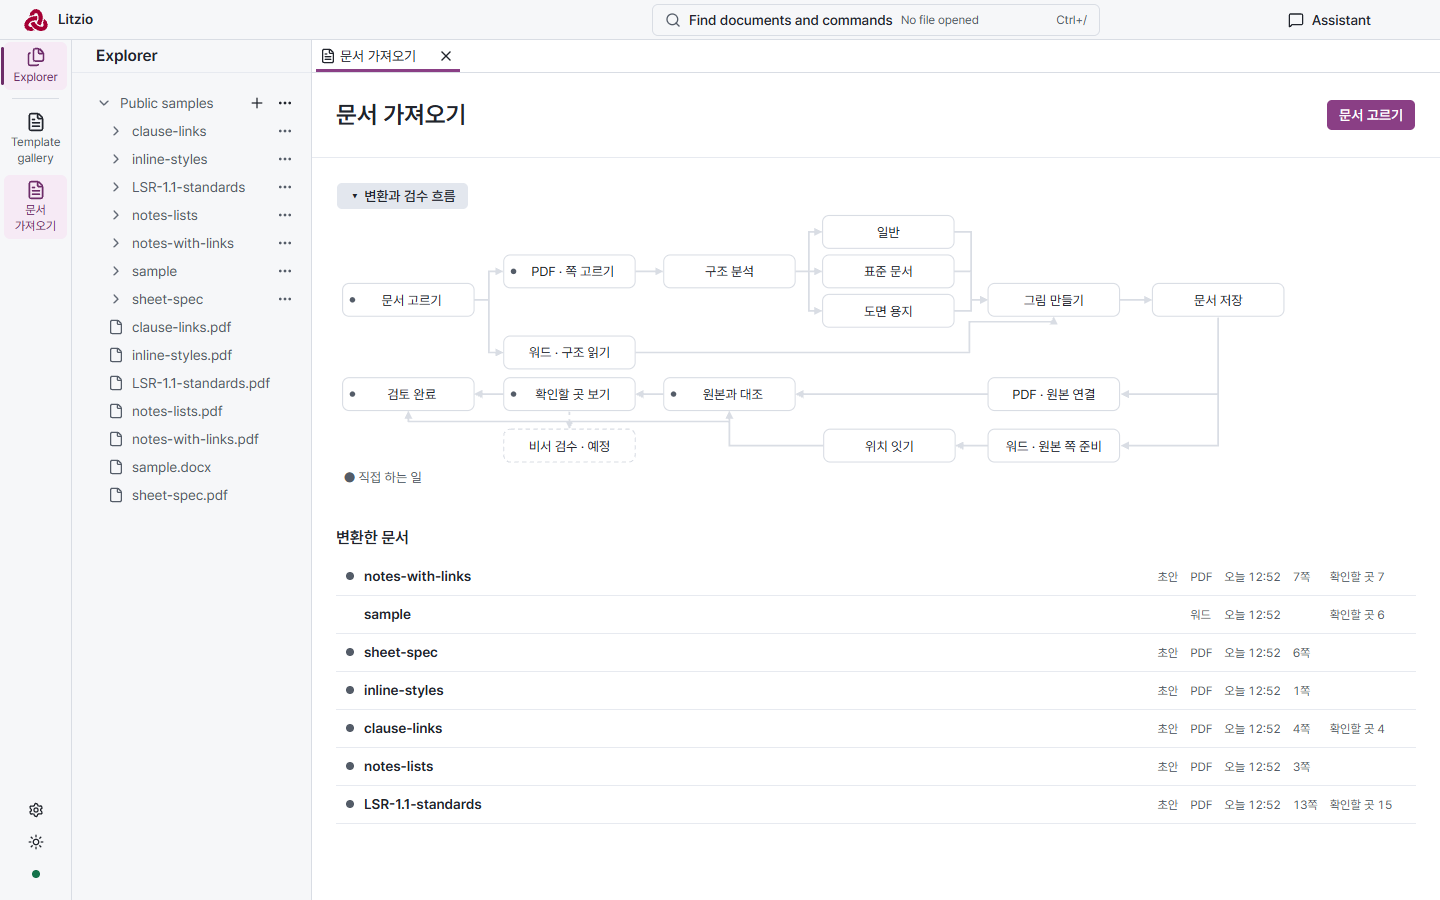 Litzio
Find documents and commands No file opened Ctrl+/
Assistant
Explorer
Template
gallery
문서
가져오기
Explorer
Public samples
clause-links
inline-styles
LSR-1.1-standards
notes-lists
notes-with-links
sample
sheet-spec
clause-links.pdf
inline-styles.pdf
LSR-1.1-standards.pdf
notes-lists.pdf
notes-with-links.pdf
sample.docx
sheet-spec.pdf
문서 가져오기
문서 가져오기
문서 고르기
변환과 검수 흐름
문서 고르기
PDF · 쪽 고르기
구조 분석
일반
표준 문서
도면 용지
그림 만들기
문서 저장
워드 · 구조 읽기
검토 완료
확인할 곳 보기
원본과 대조
PDF · 원본 연결
비서 검수 · 예정
위치 잇기
워드 · 원본 쪽 준비
직접 하는 일
변환한 문서
notes-with-links 초안 PDF 오늘 12:52 7쪽 확인할 곳 7
sample 워드 오늘 12:52 확인할 곳 6
sheet-spec 초안 PDF 오늘 12:52 6쪽
inline-styles 초안 PDF 오늘 12:52 1쪽
clause-links 초안 PDF 오늘 12:52 4쪽 확인할 곳 4
notes-lists 초안 PDF 오늘 12:52 3쪽
LSR-1.1-standards 초안 PDF 오늘 12:52 13쪽 확인할 곳 15